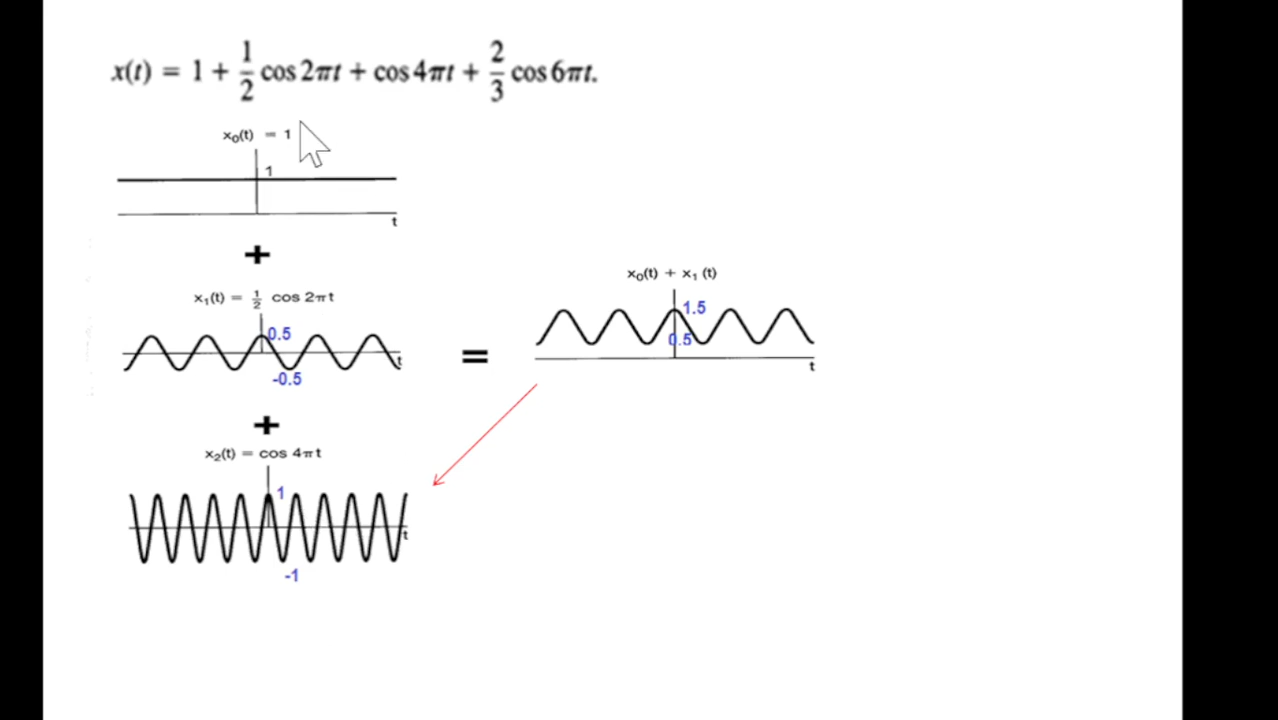 x(t) = 1 + 1/2 cos 2πt + cos 4πt + 2/3 cos 6πt.
x₀(t) = 1
1
t
+
x₁(t) = 1/2 cos 2πt
0.5
t
-0.5
x₀(t) + x₁ (t)
1.5
0.5
t
=
+
x₂(t) = cos 4πt
1
t
-1